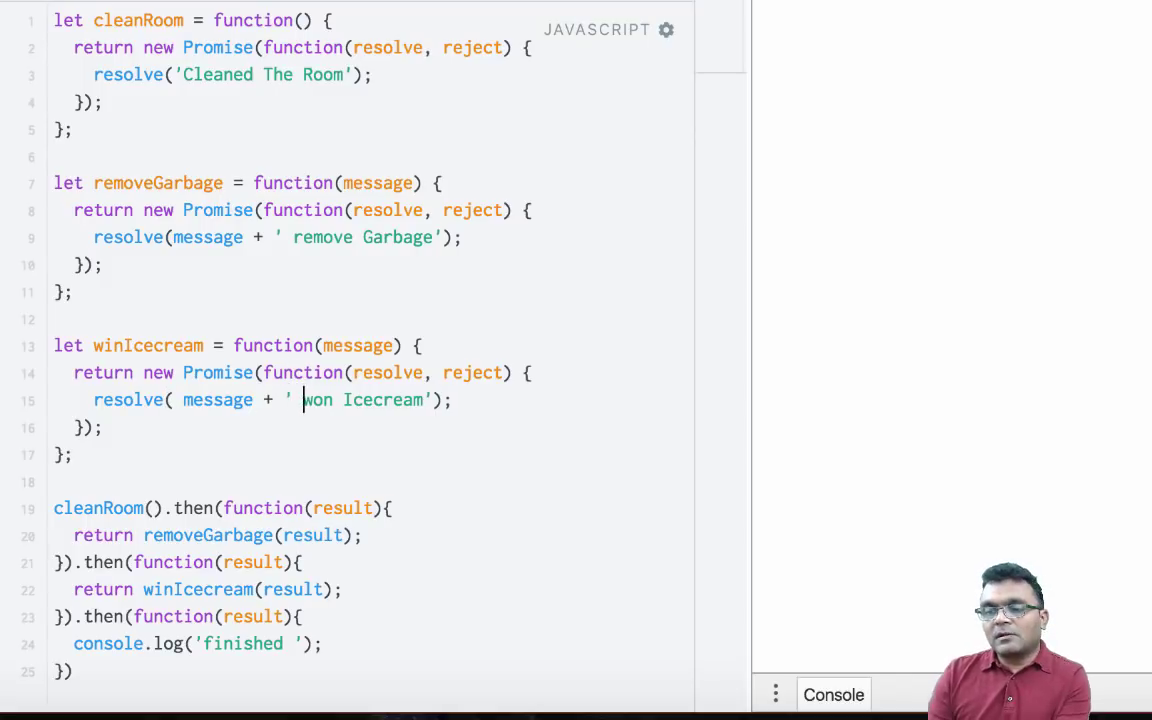 1 let cleanRoom = function() {
JAVASCRIPT
2 return new Promise(function(resolve, reject) {
3 resolve('Cleaned The Room');
4 });
5 };
6
7 let removeGarbage = function(message) {
8 return new Promise(function(resolve, reject) {
9 resolve(message + ' remove Garbage');
10 });
11 };
12
13 let winIcecream = function(message) {
14 return new Promise(function(resolve, reject) {
15 resolve( message + ' won Icecream');
16 });
17 };
18
19 cleanRoom().then(function(result){
20 return removeGarbage(result);
21 }).then(function(result){
22 return winIcecream(result);
23 }).then(function(result){
24 console.log('finished ');
25 })
Console